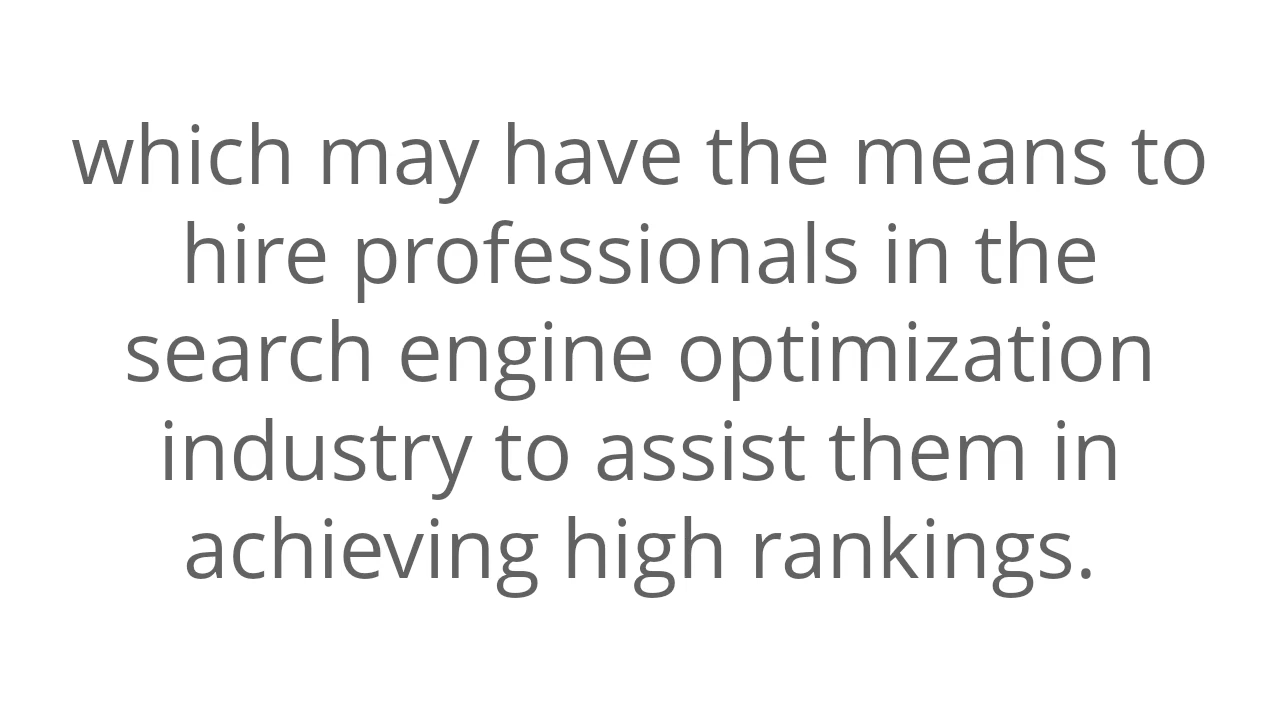 which may have the means to
hire professionals in the
search engine optimization
industry to assist them in
achieving high rankings.